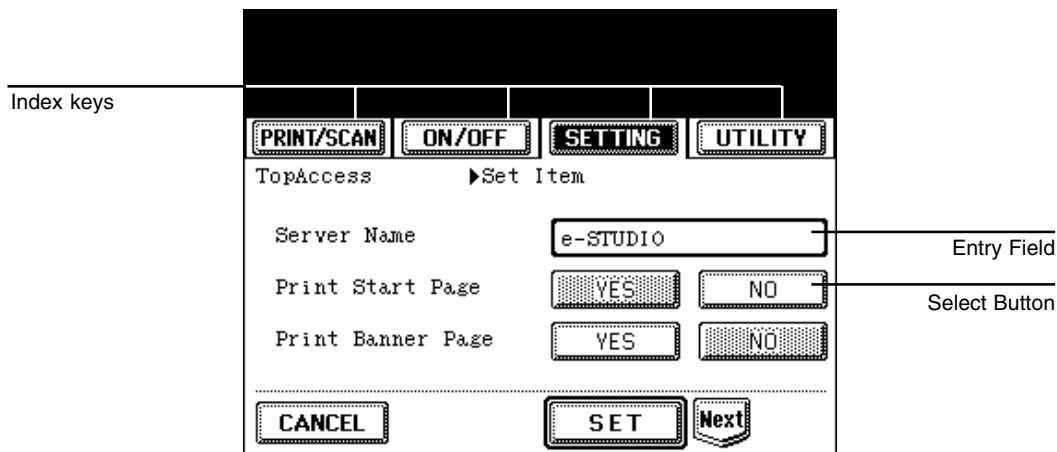 Index keys
PRINT/SCAN ON/OFF SETTING UTILITY
TopAccess ▶Set Item
Server Name e-STUDIO
Entry Field
Print Start Page YES NO
Select Button
Print Banner Page YES NO
CANCEL SET Next